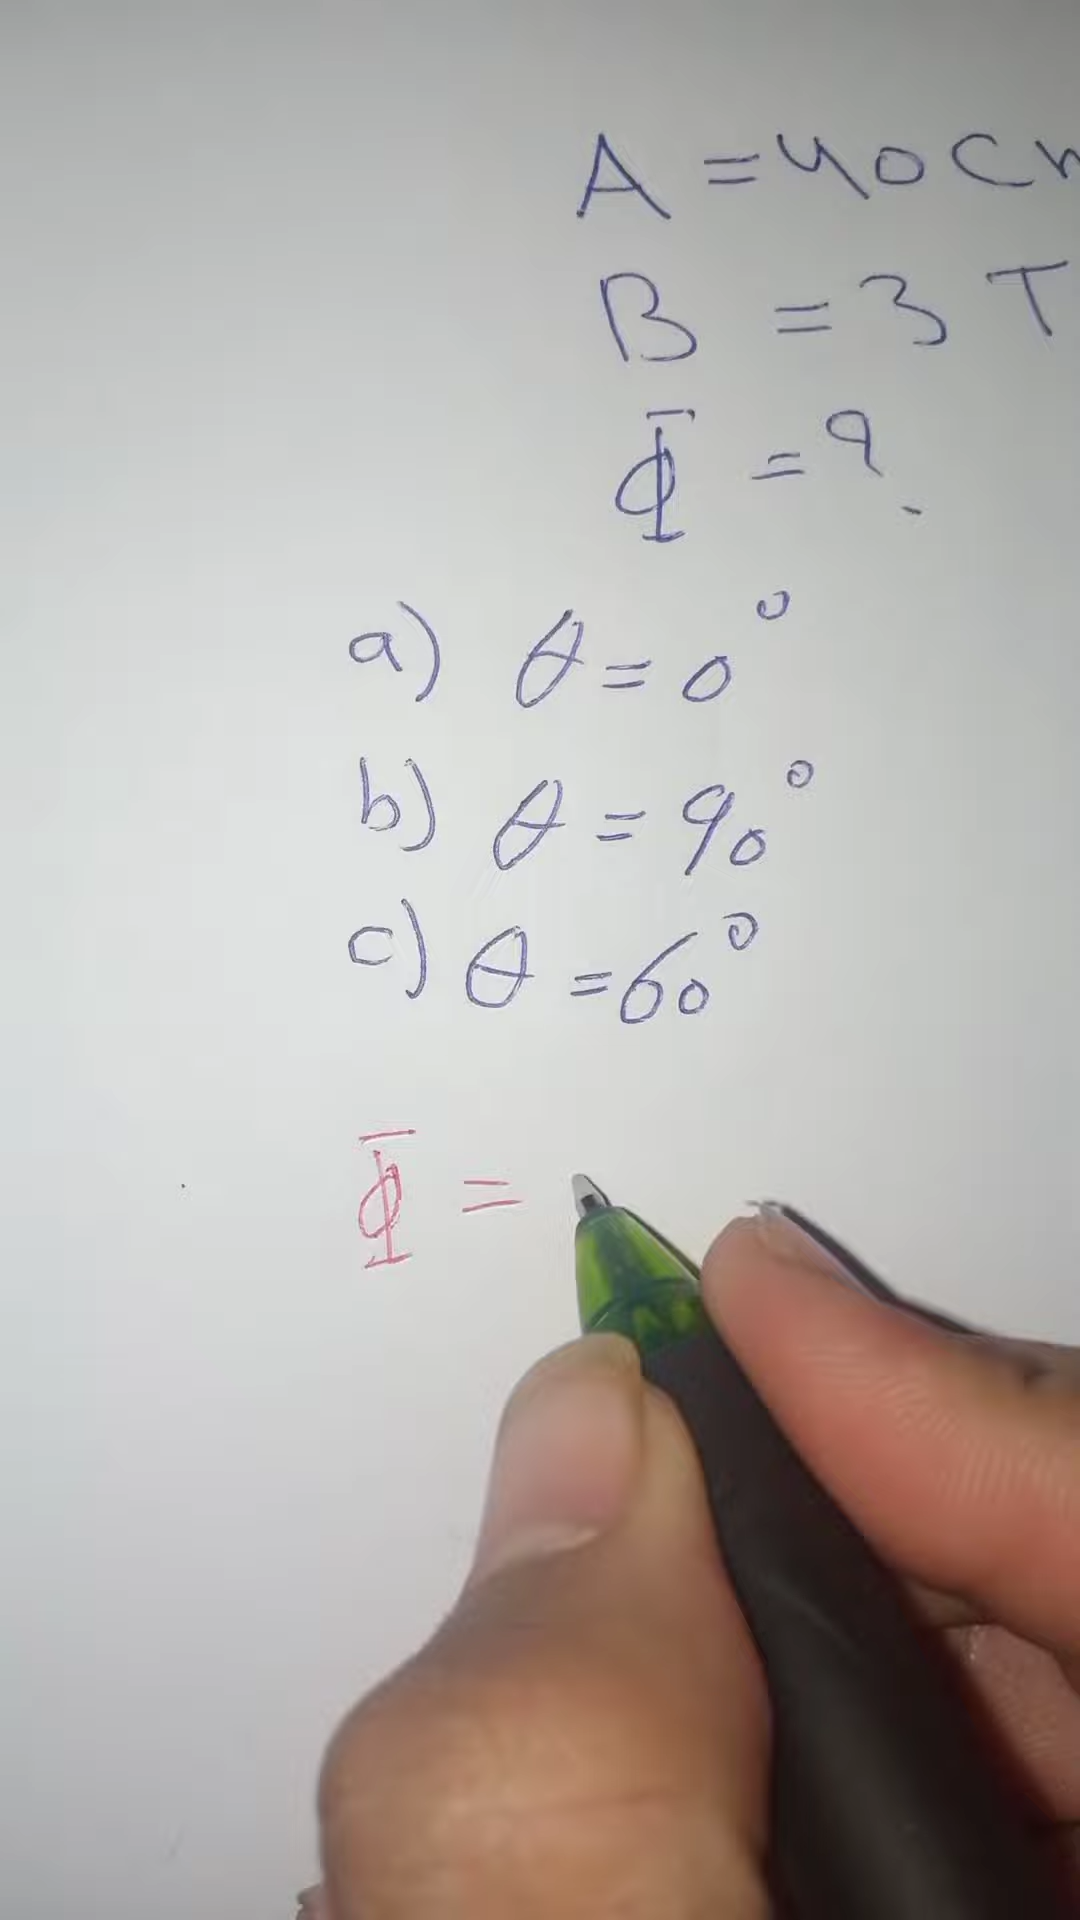 A = 40 cm
B = 3 T
Φ = ?
a) θ = 0°
b) θ = 90°
c) θ = 60°
Φ =